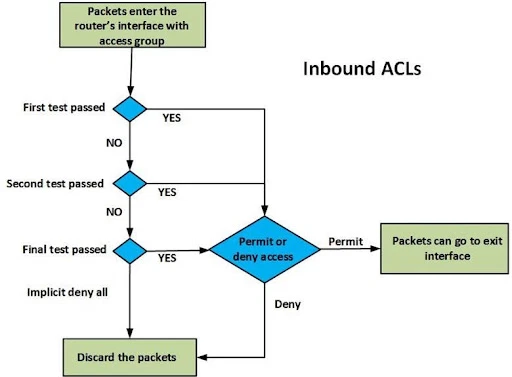 Packets enter the
router's interface with
access group
Inbound ACLs
First test passed
YES
NO
Second test passed
YES
NO
Final test passed
YES
Permit or
deny access
Permit
Packets can go to exit
interface
Implicit deny all
Deny
Discard the packets